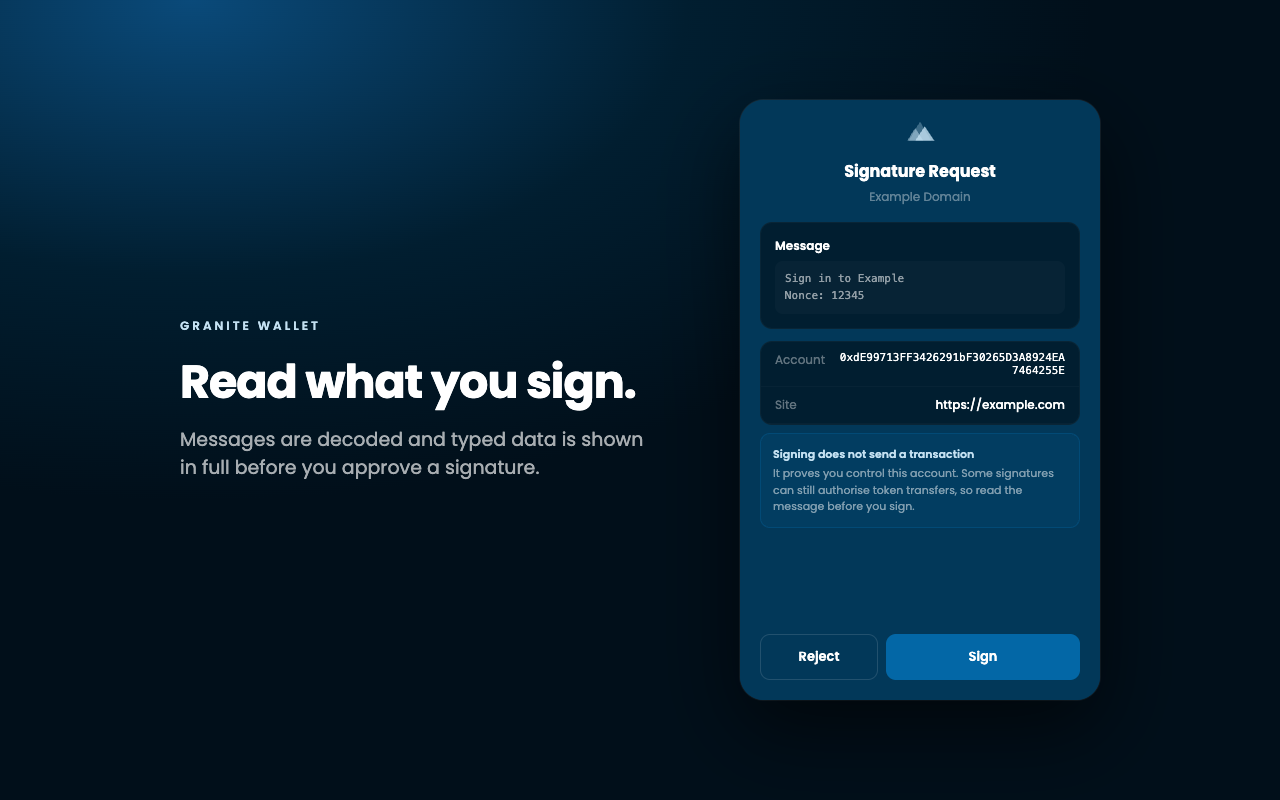 GRANITE WALLET
Read what you sign.
Messages are decoded and typed data is shown
in full before you approve a signature.
Signature Request
Example Domain
Message
Sign in to Example
Nonce: 12345
Account 0xdE99713FF3426291bF30265D3A8924EA
7464255E
Site https://example.com
Signing does not send a transaction
It proves you control this account. Some signatures
can still authorise token transfers, so read the
message before you sign.
Reject Sign